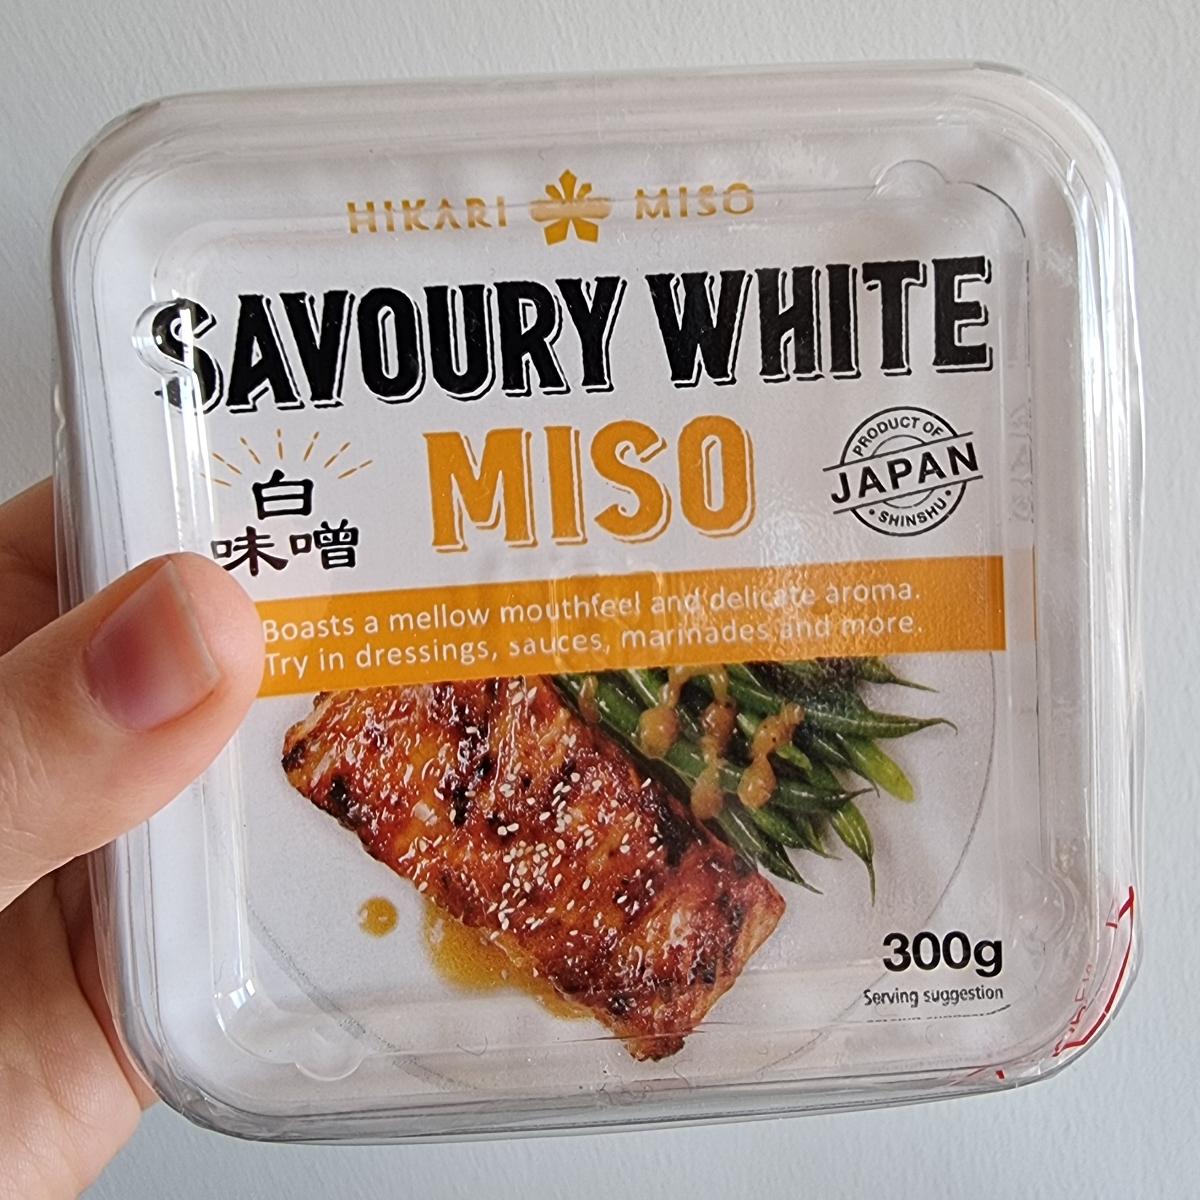 HIKARI MISO
SAVOURY WHITE
MISO
白
味噌
PRODUCT OF
JAPAN
• SHINSHU •
Boasts a mellow mouthfeel and delicate aroma.
Try in dressings, sauces, marinades and more.
300g
Serving suggestion